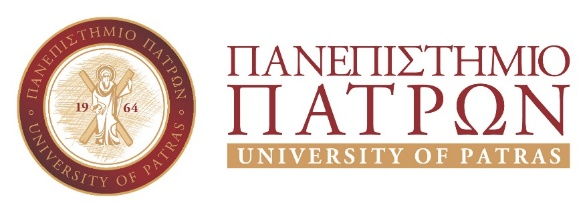 ΠΑΝΕΠΙΣΤΗΜΙΟ ΠΑΤΡΩΝ
19 64
UNIVERSITY OF PATRAS
ΠΑΝΕΠΙΣΤΗΜΙΟ
ΠΑΤΡΩΝ
UNIVERSITY OF PATRAS